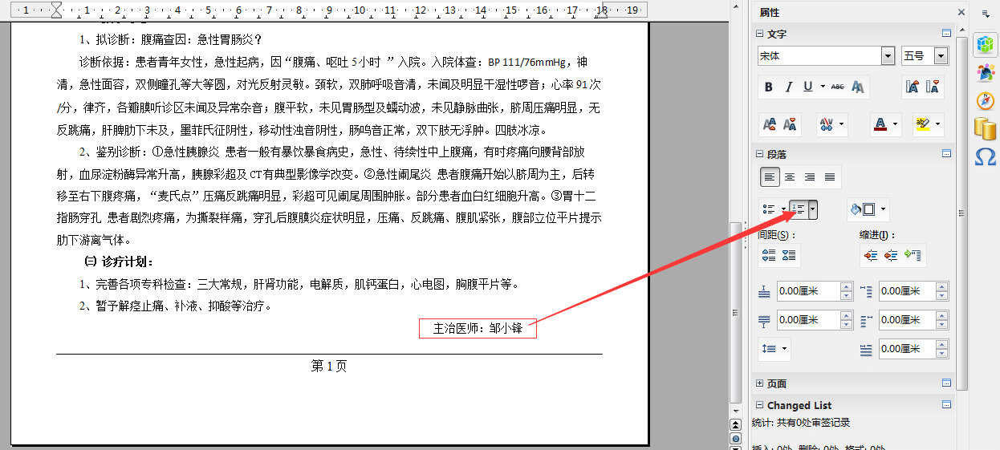 1 1 2 3 4 5 6 7 8 9 10 11 12 13 14 15 16 17 18 19
1、拟诊断：腹痛查因：急性胃肠炎？
诊断依据：患者青年女性，急性起病，因“腹痛、呕吐 5 小时 ”入院。入院体查：BP 111/76mmHg，神
清，急性面容，双侧瞳孔等大等圆，对光反射灵敏。颈软，双肺呼吸音清，未闻及明显干湿性啰音；心率 91 次
/分，律齐，各瓣膜听诊区未闻及异常杂音；腹平软，未见胃肠型及蠕动波，未见静脉曲张，脐周压痛明显，无
反跳痛，肝脾肋下未及，墨菲氏征阴性，移动性浊音阴性，肠鸣音正常，双下肢无浮肿。四肢冰凉。
2、鉴别诊断：①急性胰腺炎 患者一般有暴饮暴食病史，急性、待续性中上腹痛，有时疼痛向腰背部放
射，血尿淀粉酶异常升高，胰腺彩超及 CT 有典型影像学改变。②急性阑尾炎 患者腹痛开始以脐周为主，后转
移至右下腹疼痛，“麦氏点”压痛反跳痛明显，彩超可见阑尾周围肿胀。部分患者血白红细胞升高。③胃十二
指肠穿孔 患者剧烈疼痛，为撕裂样痛，穿孔后腹膜炎症状明显，压痛、反跳痛、腹肌紧张，腹部立位平片提示
肋下游离气体。
㈢ 诊疗计划：
1、完善各项专科检查：三大常规，肝肾功能，电解质，肌钙蛋白，心电图，胸腹平片等。
2、暂予解痉止痛、补液、抑酸等治疗。
主治医师：邹小锋
第 1 页
属性
文字
宋体 五号
B I U ABC
段落
间距(S)： 缩进(I)：
0.00厘米 0.00厘米
0.00厘米 0.00厘米
0.00厘米
页面
Changed List
统计: 共有0处审签记录
插入: 0处 删除: 0处 格式: 0处